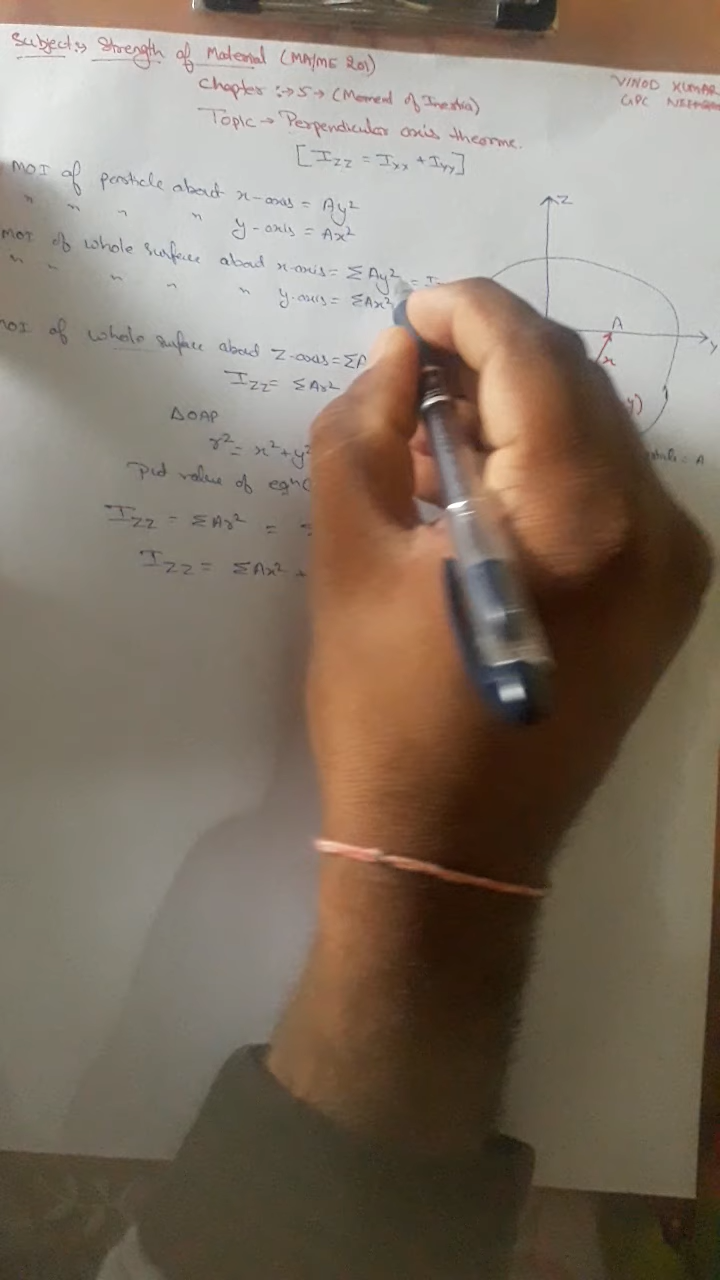 Subject:→ Strength of Material (MA/ME 201)
Chapter :→ 5 → (Moment of Inertia)
VINOD KUMAR
GPC
Topic → Perpendicular axis theorme.
[Izz = Ixx + Iyy]
MOI of particle about x-axis = Ay²
" " " " y-axis = Ax²
MOI of whole surface about x-axis = ΣAy² = I
" " " " " y-axis = ΣAx²
MOI of whole surface about Z-axis = ΣA
Izz = ΣAr²
ΔOAP
r² = x² + y²
Put value of eqn
Izz = ΣAr² =
Izz = ΣAx² +
Z
A
y
x
y)
= A